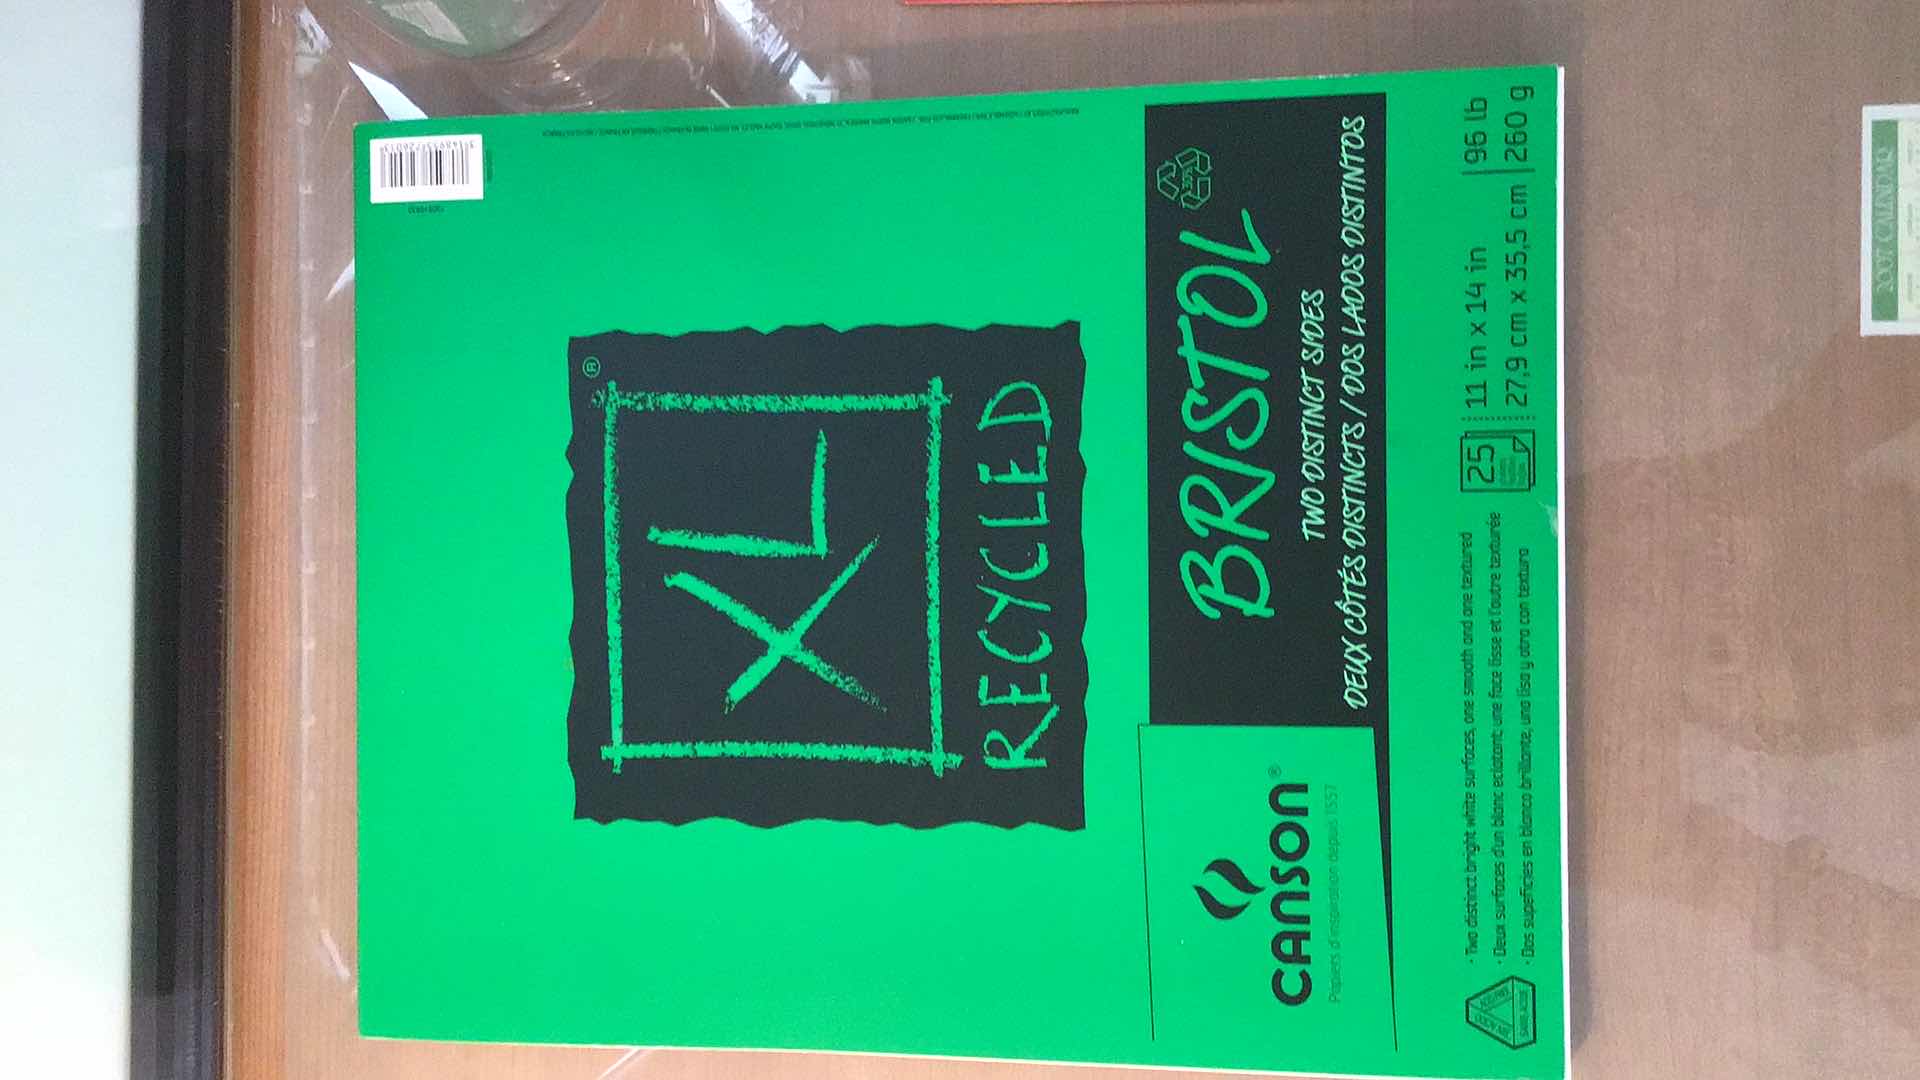 XL®
RECYCLED
BRISTOL
30%
TWO DISTINCT SIDES
DEUX CÔTÉS DISTINCTS / DOS LADOS DISTINTOS
CANSON®
Papiers d'inspiration depuis 1557
• Two distinct bright white surfaces, one smooth and one textured
• Deux surfaces d'un blanc éclatant; une face lisse et l'autre texturée
• Dos superficies en blanco brillante, una lisa y otra con textura
25
11 in x 14 in | 96 lb
27,9 cm x 35,5 cm | 260 g
2007 CALENDAR